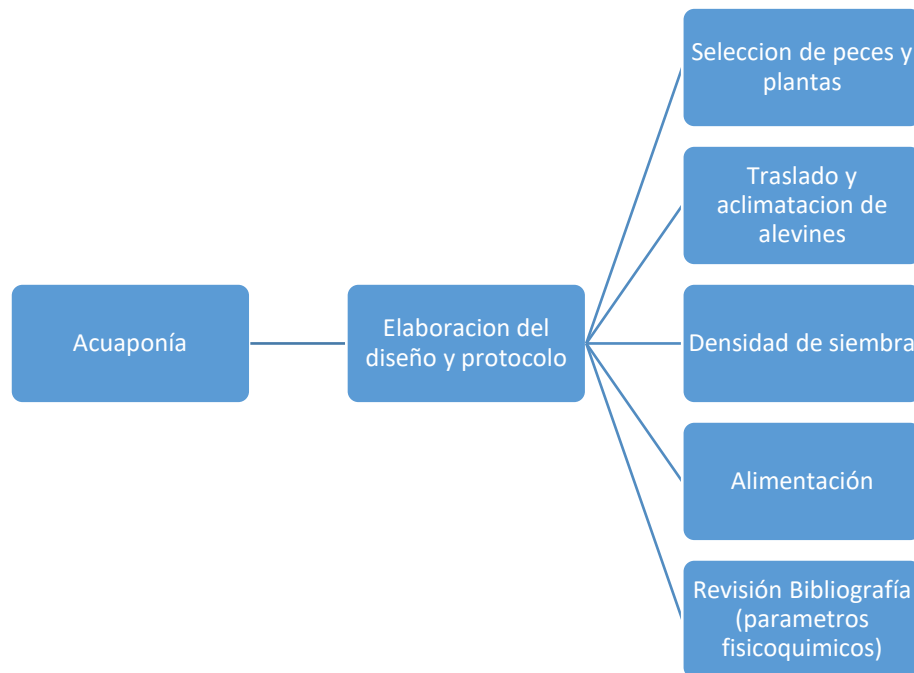 Acuaponía
Elaboracion del
diseño y protocolo
Seleccion de peces y
plantas
Traslado y
aclimatacion de
alevines
Densidad de siembra
Alimentación
Revisión Bibliografía
(parametros
fisicoquimicos)